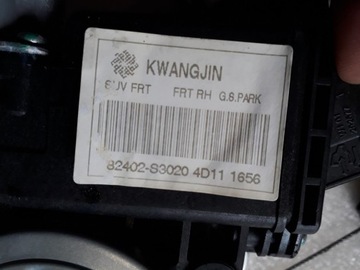 KWANGJIN
SUV FRT FRT RH G.S.PARK
82402-S3020 4D11 1656